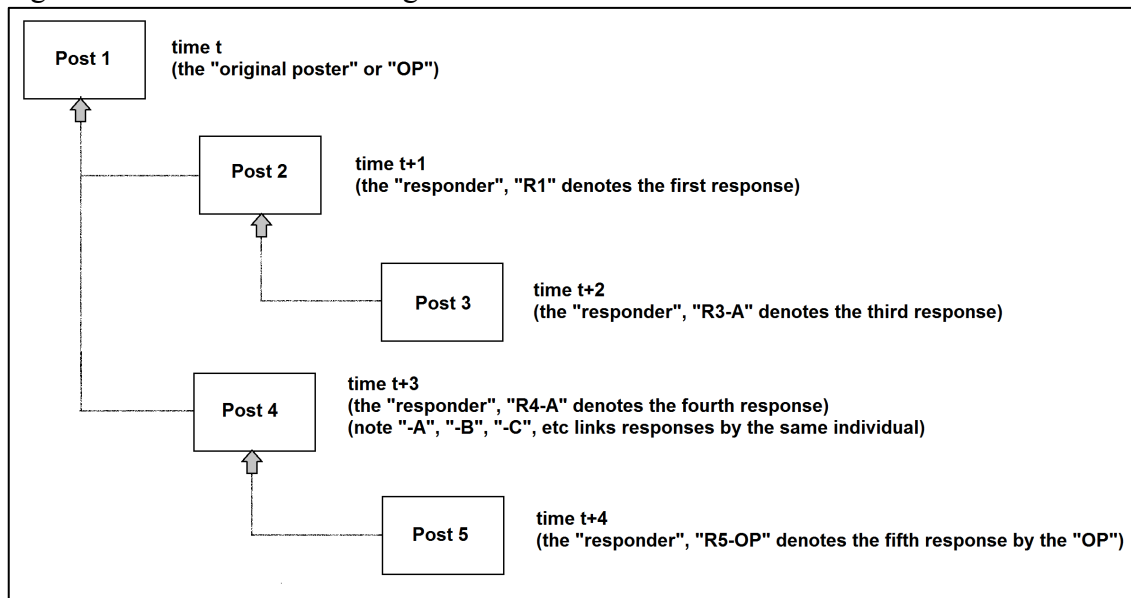 Post 1
time t
(the "original poster" or "OP")
Post 2
time t+1
(the "responder", "R1" denotes the first response)
Post 3
time t+2
(the "responder", "R3-A" denotes the third response)
Post 4
time t+3
(the "responder", "R4-A" denotes the fourth response)
(note "-A", "-B", "-C", etc links responses by the same individual)
Post 5
time t+4
(the "responder", "R5-OP" denotes the fifth response by the "OP")